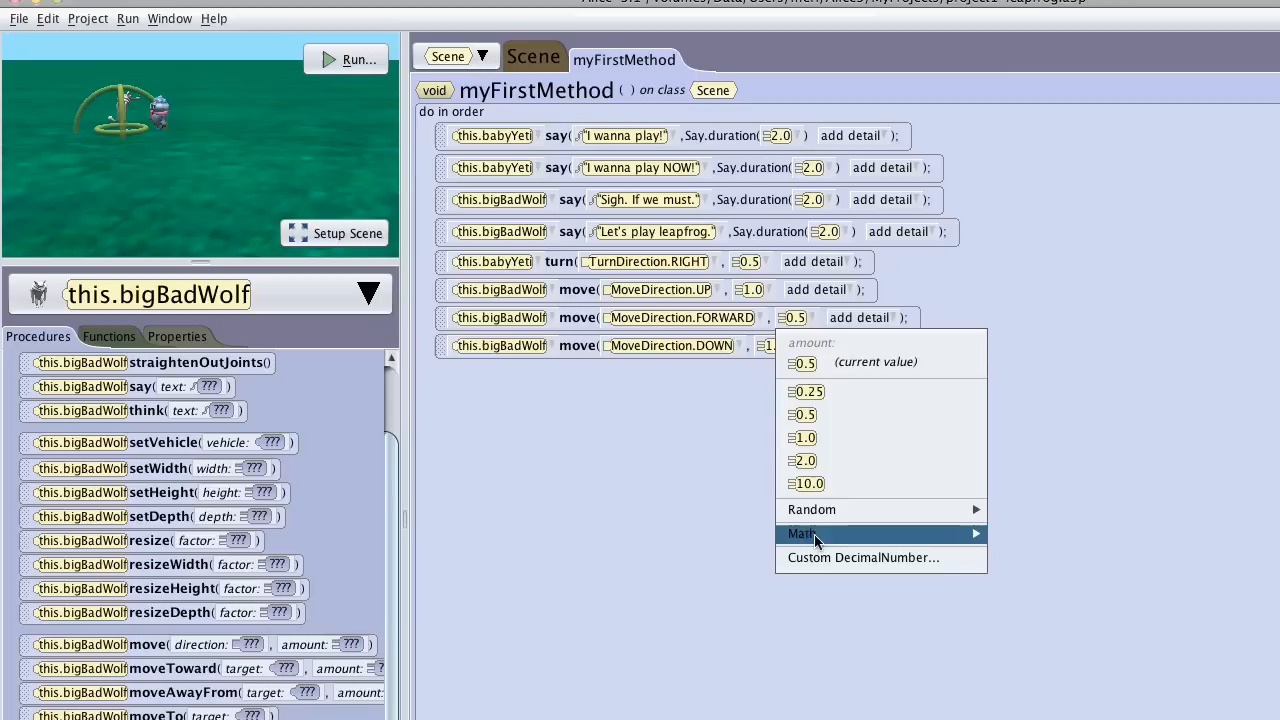 File Edit Project Run Window Help
Run...
Setup Scene
this.bigBadWolf
Procedures Functions Properties
this.bigBadWolf straightenOutJoints()
this.bigBadWolf say( text: ??? )
this.bigBadWolf think( text: ??? )
this.bigBadWolf setVehicle( vehicle: ??? )
this.bigBadWolf setWidth( width: ??? )
this.bigBadWolf setHeight( height: ??? )
this.bigBadWolf setDepth( depth: ??? )
this.bigBadWolf resize( factor: ??? )
this.bigBadWolf resizeWidth( factor: ??? )
this.bigBadWolf resizeHeight( factor: ??? )
this.bigBadWolf resizeDepth( factor: ??? )
this.bigBadWolf move( direction: ??? , amount: ??? )
this.bigBadWolf moveToward( target: ??? , amount: ?
this.bigBadWolf moveAwayFrom( target: ??? , amount:
this.bigBadWolf moveTo( target: ??? )
Scene Scene myFirstMethod
void myFirstMethod ( ) on class Scene
do in order
this.babyYeti say( "I wanna play!" ,Say.duration( 2.0 ) add detail );
this.babyYeti say( "I wanna play NOW!" ,Say.duration( 2.0 ) add detail );
this.bigBadWolf say( "Sigh. If we must." ,Say.duration( 2.0 ) add detail );
this.bigBadWolf say( "Let's play leapfrog." ,Say.duration( 2.0 ) add detail );
this.babyYeti turn( TurnDirection.RIGHT , 0.5 add detail );
this.bigBadWolf move( MoveDirection.UP , 1.0 add detail );
this.bigBadWolf move( MoveDirection.FORWARD , 0.5 add detail );
this.bigBadWolf move( MoveDirection.DOWN , 1.
amount:
0.5 (current value)
0.25
0.5
1.0
2.0
10.0
Random
Math
Custom DecimalNumber...